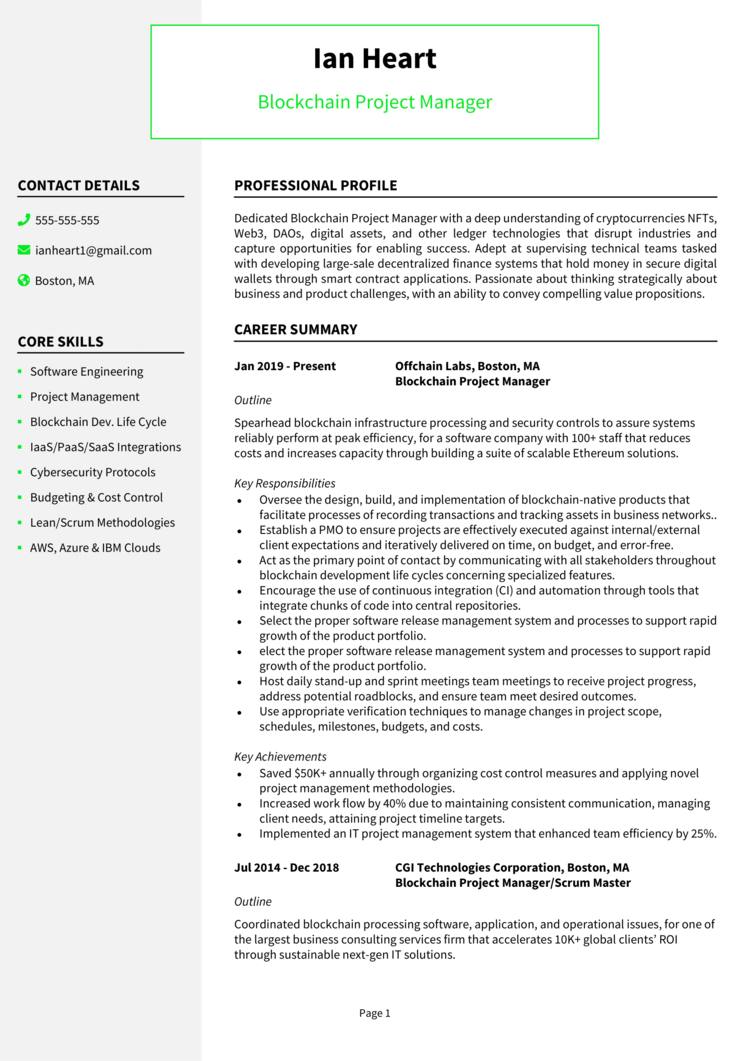 Ian Heart
Blockchain Project Manager
CONTACT DETAILS
555-555-555
ianheart1@gmail.com
Boston, MA
CORE SKILLS
Software Engineering
Project Management
Blockchain Dev. Life Cycle
IaaS/PaaS/SaaS Integrations
Cybersecurity Protocols
Budgeting & Cost Control
Lean/Scrum Methodologies
AWS, Azure & IBM Clouds
PROFESSIONAL PROFILE
Dedicated Blockchain Project Manager with a deep understanding of cryptocurrencies NFTs,
Web3, DAOs, digital assets, and other ledger technologies that disrupt industries and
capture opportunities for enabling success. Adept at supervising technical teams tasked
with developing large-sale decentralized finance systems that hold money in secure digital
wallets through smart contract applications. Passionate about thinking strategically about
business and product challenges, with an ability to convey compelling value propositions.
CAREER SUMMARY
Jan 2019 - Present
Offchain Labs, Boston, MA
Blockchain Project Manager
Outline
Spearhead blockchain infrastructure processing and security controls to assure systems
reliably perform at peak efficiency, for a software company with 100+ staff that reduces
costs and increases capacity through building a suite of scalable Ethereum solutions.
Key Responsibilities
• Oversee the design, build, and implementation of blockchain-native products that
facilitate processes of recording transactions and tracking assets in business networks..
• Establish a PMO to ensure projects are effectively executed against internal/external
client expectations and iteratively delivered on time, on budget, and error-free.
• Act as the primary point of contact by communicating with all stakeholders throughout
blockchain development life cycles concerning specialized features.
• Encourage the use of continuous integration (CI) and automation through tools that
integrate chunks of code into central repositories.
• Select the proper software release management system and processes to support rapid
growth of the product portfolio.
• elect the proper software release management system and processes to support rapid
growth of the product portfolio.
• Host daily stand-up and sprint meetings team meetings to receive project progress,
address potential roadblocks, and ensure team meet desired outcomes.
• Use appropriate verification techniques to manage changes in project scope,
schedules, milestones, budgets, and costs.
Key Achievements
• Saved $50K+ annually through organizing cost control measures and applying novel
project management methodologies.
• Increased work flow by 40% due to maintaining consistent communication, managing
client needs, attaining project timeline targets.
• Implemented an IT project management system that enhanced team efficiency by 25%.
Jul 2014 - Dec 2018
CGI Technologies Corporation, Boston, MA
Blockchain Project Manager/Scrum Master
Outline
Coordinated blockchain processing software, application, and operational issues, for one of
the largest business consulting services firm that accelerates 10K+ global clients’ ROI
through sustainable next-gen IT solutions.
Page 1